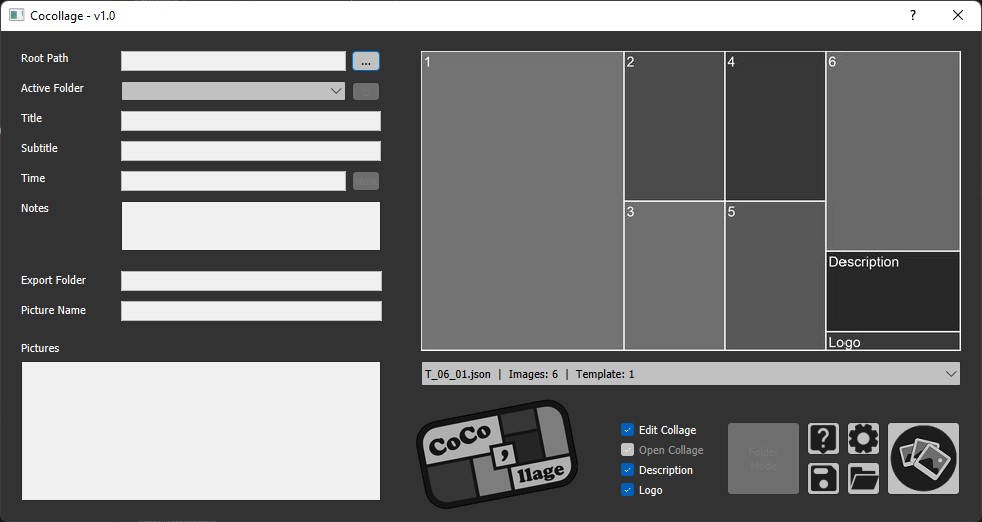 Cocollage - v1.0
?
Root Path
...
Active Folder
Title
Subtitle
Time
Notes
Export Folder
Picture Name
Pictures
1
2
4
6
3
5
Description
Logo
T_06_01.json | Images: 6 | Template: 1
CoCo
,
llage
Edit Collage
Open Collage
Description
Logo
Folder
Mode
?